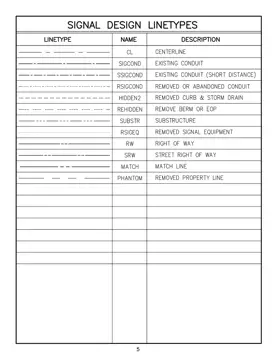 SIGNAL DESIGN LINETYPES
LINETYPE NAME DESCRIPTION
CL CENTERLINE
SIGCOND EXISTING CONDUIT
SSIGCOND EXISTING CONDUIT (SHORT DISTANCE)
RSIGCOND REMOVED OR ABANDONED CONDUIT
HIDDEN2 REMOVED CURB & STORM DRAIN
REHIDDEN REMOVE BERM OR EOP
SUBSTR SUBSTRUCTURE
RSIGEQ REMOVED SIGNAL EQUIPMENT
RW RIGHT OF WAY
SRW STREET RIGHT OF WAY
MATCH MATCH LINE
PHANTOM REMOVED PROPERTY LINE
5